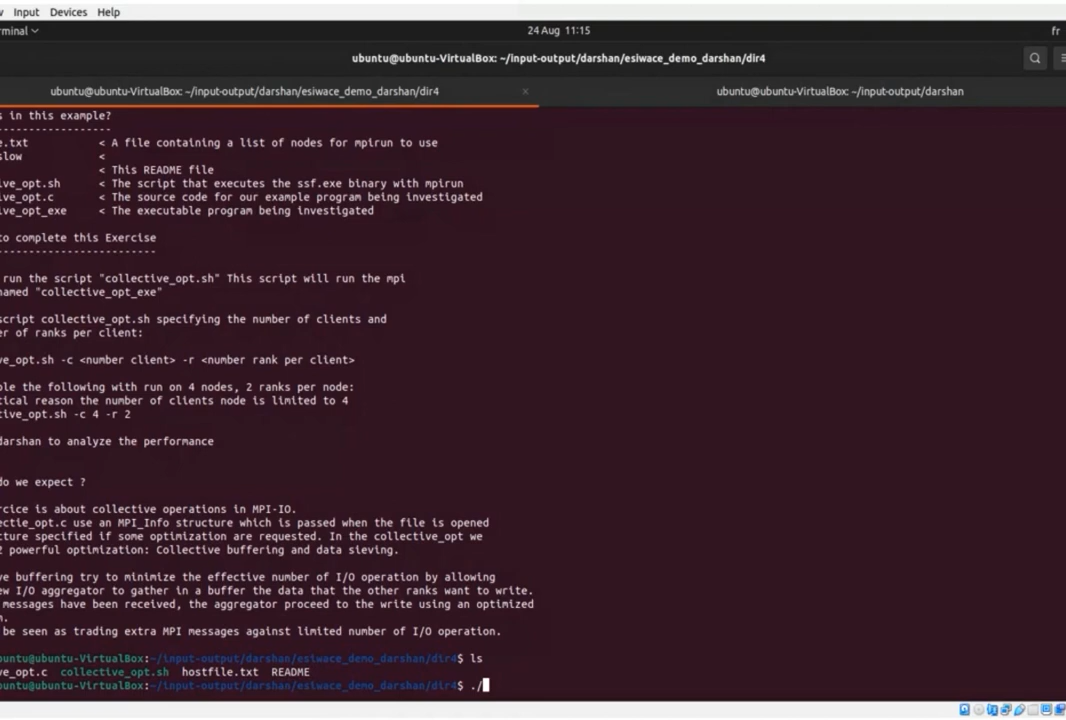 Input Devices Help
24 Aug 11:15
fr
ubuntu@ubuntu-VirtualBox: ~/input-output/darshan/esiwace_demo_darshan/dir4
ubuntu@ubuntu-VirtualBox: ~/input-output/darshan/esiwace_demo_darshan/dir4 × ubuntu@ubuntu-VirtualBox: ~/input-output/darshan
in this example?
------------------
.txt < A file containing a list of nodes for mpirun to use
slow <
< This README file
ive_opt.sh < The script that executes the ssf.exe binary with mpirun
ive_opt.c < The source code for our example program being investigated
ive_opt_exe < The executable program being investigated
to complete this Exercise
-------------------------
run the script "collective_opt.sh" This script will run the mpi
named "collective_opt_exe"
script collective_opt.sh specifying the number of clients and
er of ranks per client:
ve_opt.sh -c <number client> -r <number rank per client>
ple the following with run on 4 nodes, 2 ranks per node:
tical reason the number of clients node is limited to 4
tive_opt.sh -c 4 -r 2
darshan to analyze the performance
do we expect ?
rcice is about collective operations in MPI-IO.
ectie_opt.c use an MPI_Info structure which is passed when the file is opened
cture specified if some optimization are requested. In the collective_opt we
2 powerful optimization: Collective buffering and data sieving.
ve buffering try to minimize the effective number of I/O operation by allowing
ew I/O aggregator to gather in a buffer the data that the other ranks want to write.
messages have been received, the aggregator proceed to the write using an optimized
be seen as trading extra MPI messages against limited number of I/O operation.
buntu@ubuntu-VirtualBox:~/input-output/darshan/esiwace_demo_darshan/dir4$ ls
ve_opt.c collective_opt.sh hostfile.txt README
buntu@ubuntu-VirtualBox:~/input-output/darshan/esiwace_demo_darshan/dir4$ ./